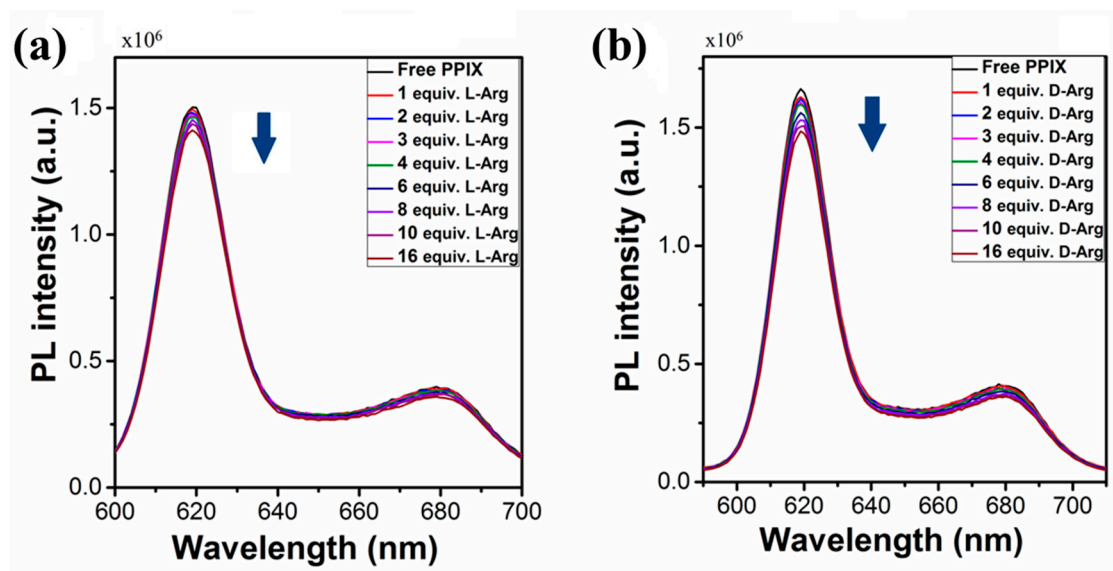 (a)
x10⁶
PL intensity (a.u.)
1.5
1.0
0.5
0.0
600 620 640 660 680 700
Wavelength (nm)
Free PPIX
1 equiv. L-Arg
2 equiv. L-Arg
3 equiv. L-Arg
4 equiv. L-Arg
6 equiv. L-Arg
8 equiv. L-Arg
10 equiv. L-Arg
16 equiv. L-Arg
(b)
x10⁶
PL intensity (a.u.)
1.5
1.0
0.5
0.0
600 620 640 660 680 700
Wavelength (nm)
Free PPIX
1 equiv. D-Arg
2 equiv. D-Arg
3 equiv. D-Arg
4 equiv. D-Arg
6 equiv. D-Arg
8 equiv. D-Arg
10 equiv. D-Arg
16 equiv. D-Arg